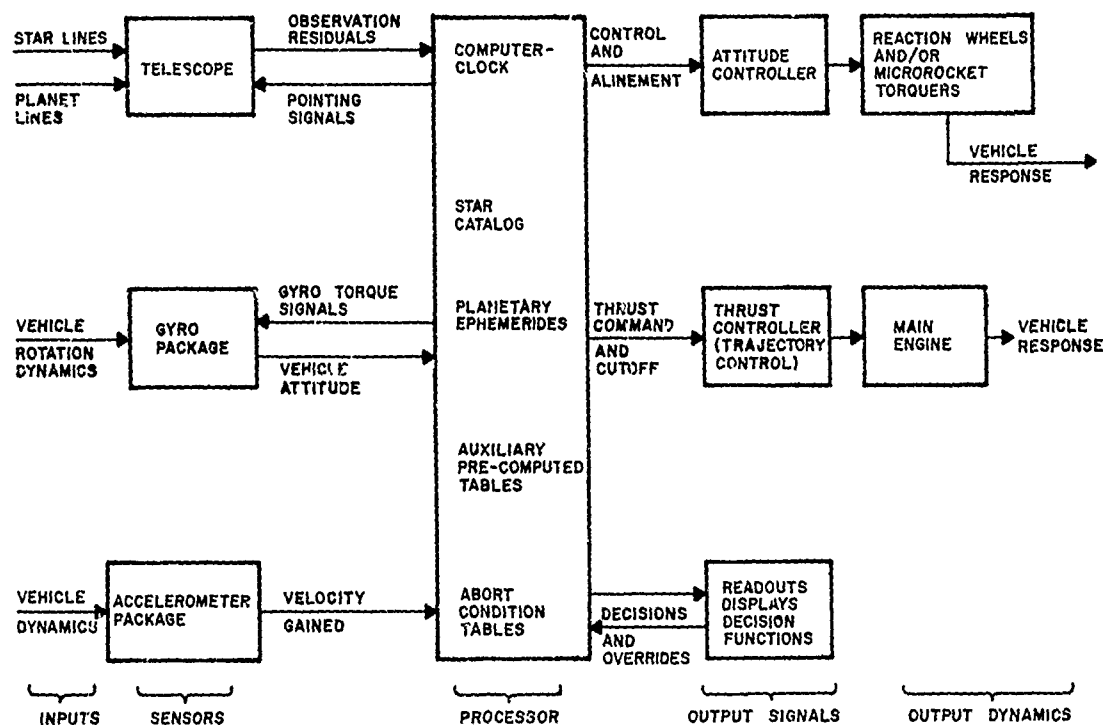 STAR LINES
PLANET
LINES
TELESCOPE
OBSERVATION
RESIDUALS
POINTING
SIGNALS
COMPUTER-
CLOCK
CONTROL
AND
ALINEMENT
ATTITUDE
CONTROLLER
REACTION WHEELS
AND/OR
MICROROCKET
TORQUERS
VEHICLE
RESPONSE
STAR
CATALOG
VEHICLE
ROTATION
DYNAMICS
GYRO
PACKAGE
GYRO TORQUE
SIGNALS
VEHICLE
ATTITUDE
PLANETARY
EPHEMERIDES
THRUST
COMMAND
AND
CUTOFF
THRUST
CONTROLLER
(TRAJECTORY
CONTROL)
MAIN
ENGINE
VEHICLE
RESPONSE
AUXILIARY
PRE-COMPUTED
TABLES
VEHICLE
DYNAMICS
ACCELEROMETER
PACKAGE
VELOCITY
GAINED
ABORT
CONDITION
TABLES
DECISIONS
AND
OVERRIDES
READOUTS
DISPLAYS
DECISION
FUNCTIONS
INPUTS
SENSORS
PROCESSOR
OUTPUT SIGNALS
OUTPUT DYNAMICS